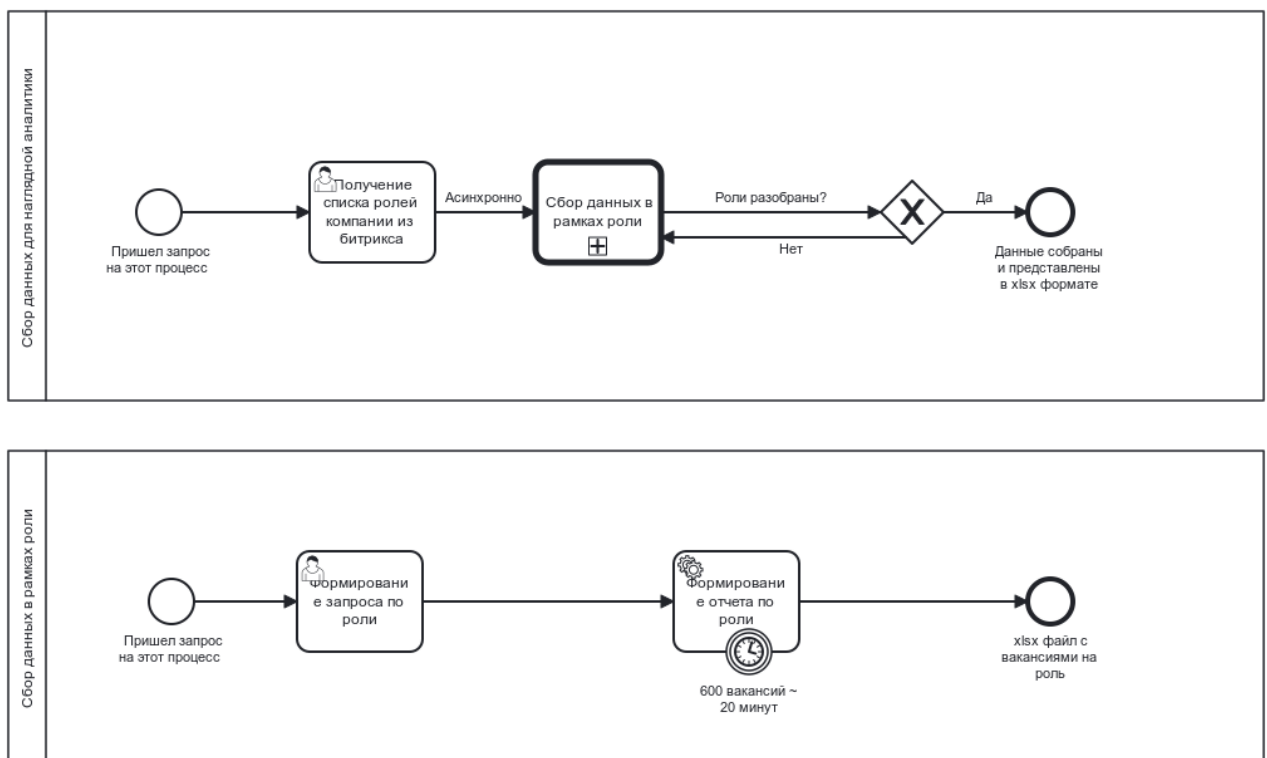 Сбор данных для наглядной аналитики
Пришел запрос
на этот процесс
Получение
списка ролей
компании из
битрикса
Асинхронно
Сбор данных в
рамках роли
Роли разобраны?
Нет
Да
Данные собраны
и представлены
в xlsx формате
Сбор данных в рамках роли
Пришел запрос
на этот процесс
Формировани
е запроса по
роли
Формировани
е отчета по
роли
600 вакансий ~
20 минут
xlsx файл с
вакансиями на
роль